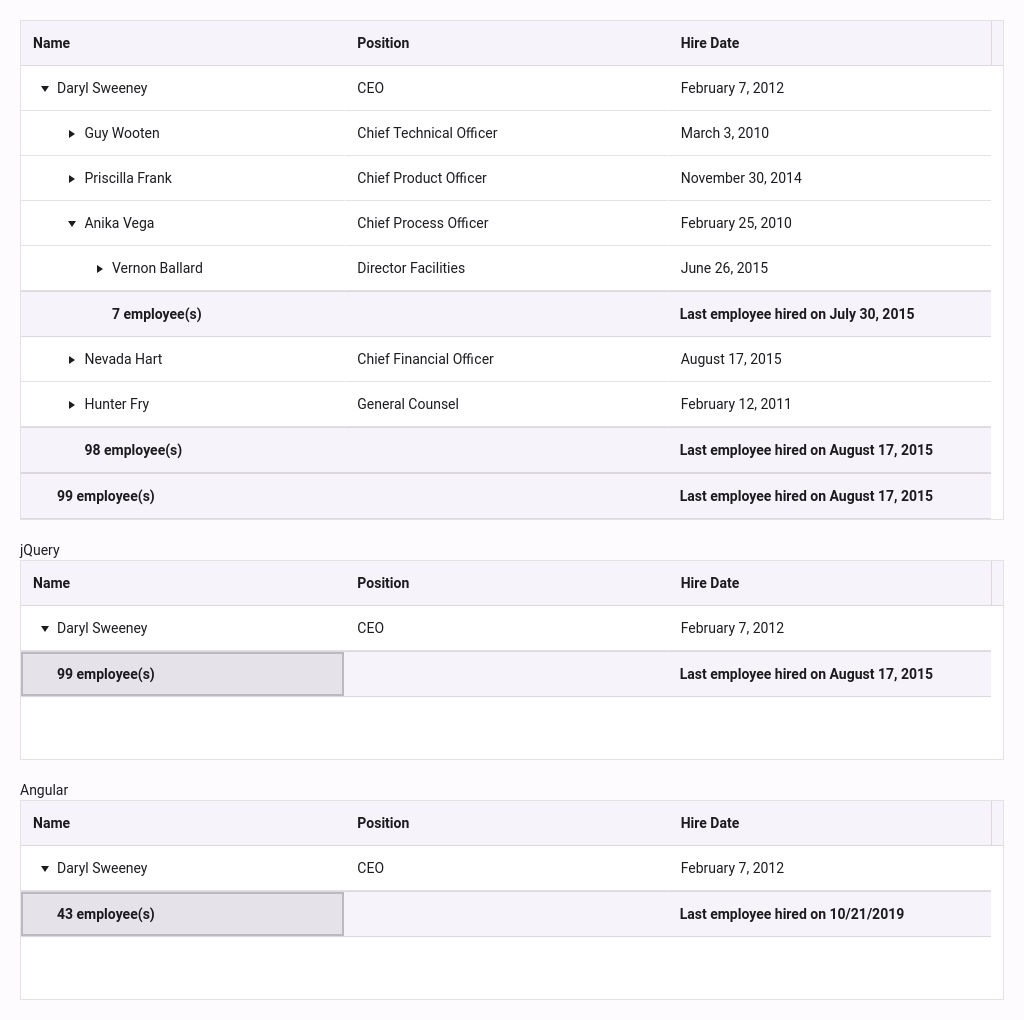 Name Position Hire Date
Daryl Sweeney CEO February 7, 2012
Guy Wooten Chief Technical Officer March 3, 2010
Priscilla Frank Chief Product Officer November 30, 2014
Anika Vega Chief Process Officer February 25, 2010
Vernon Ballard Director Facilities June 26, 2015
7 employee(s) Last employee hired on July 30, 2015
Nevada Hart Chief Financial Officer August 17, 2015
Hunter Fry General Counsel February 12, 2011
98 employee(s) Last employee hired on August 17, 2015
99 employee(s) Last employee hired on August 17, 2015
jQuery
Name Position Hire Date
Daryl Sweeney CEO February 7, 2012
99 employee(s) Last employee hired on August 17, 2015
Angular
Name Position Hire Date
Daryl Sweeney CEO February 7, 2012
43 employee(s) Last employee hired on 10/21/2019